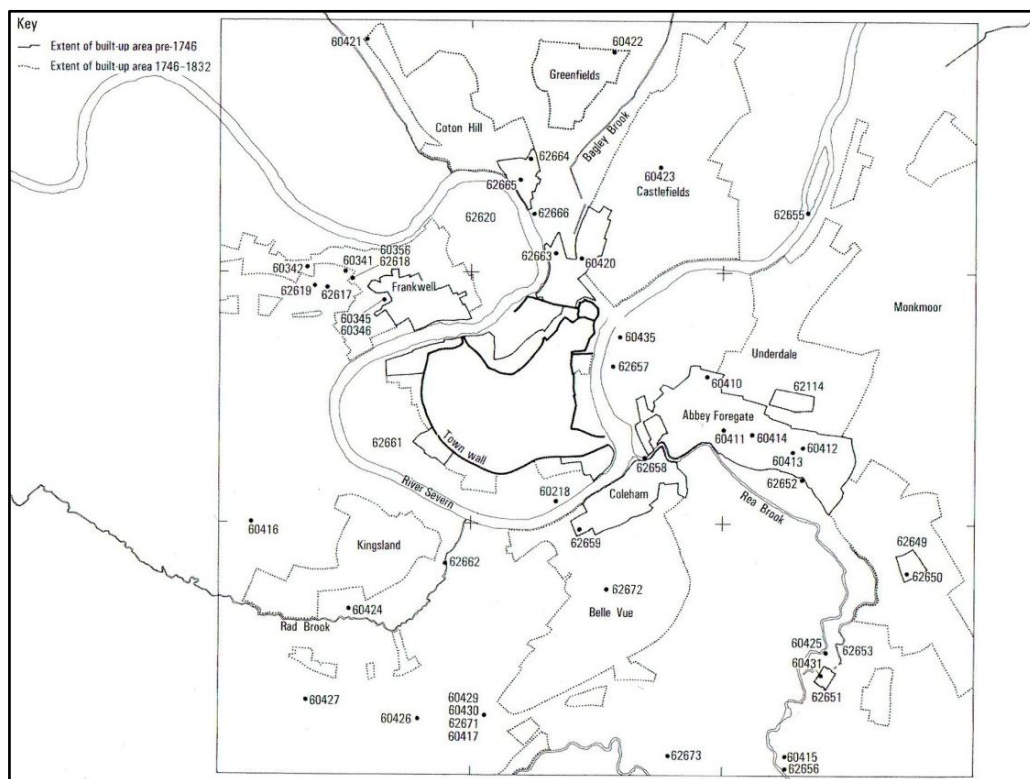 Key
Extent of built-up area pre-1746
Extent of built-up area 1746–1832
60421
60422
Greenfields
Coton Hill
Bagley Brook
62664
62665
60423
Castlefields
62620
62666
62655
60356
60341
62618
60342
62663
60420
62619
62617
Frankwell
60345
60346
Monkmoor
60435
Underdale
62657
60410
62114
Abbey Foregate
60411
60414
60412
60413
62661
Town wall
62658
62652
River Severn
60218
Coleham
Rea Brook
60416
62659
Kingsland
62649
62662
62650
62672
60424
Belle Vue
Rad Brook
60425
62653
60431
62651
60427
60429
60430
60426
62671
60417
62673
60415
62656